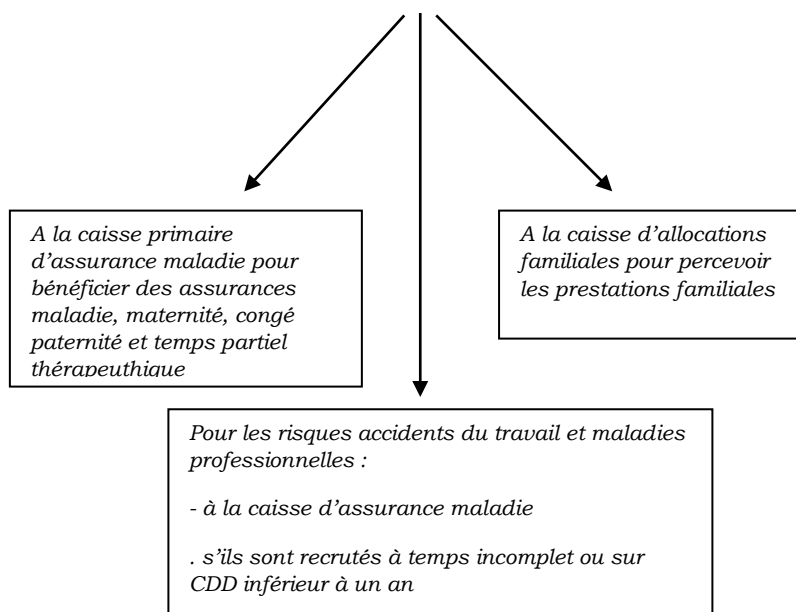 A la caisse primaire
d'assurance maladie pour
bénéficier des assurances
maladie, maternité, congé
paternité et temps partiel
thérapeuthique
A la caisse d'allocations
familiales pour percevoir
les prestations familiales
Pour les risques accidents du travail et maladies
professionnelles :
- à la caisse d'assurance maladie
. s'ils sont recrutés à temps incomplet ou sur
CDD inférieur à un an